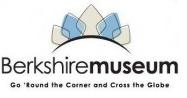 Berkshiremuseum
Go 'Round the Corner and Cross the Globe